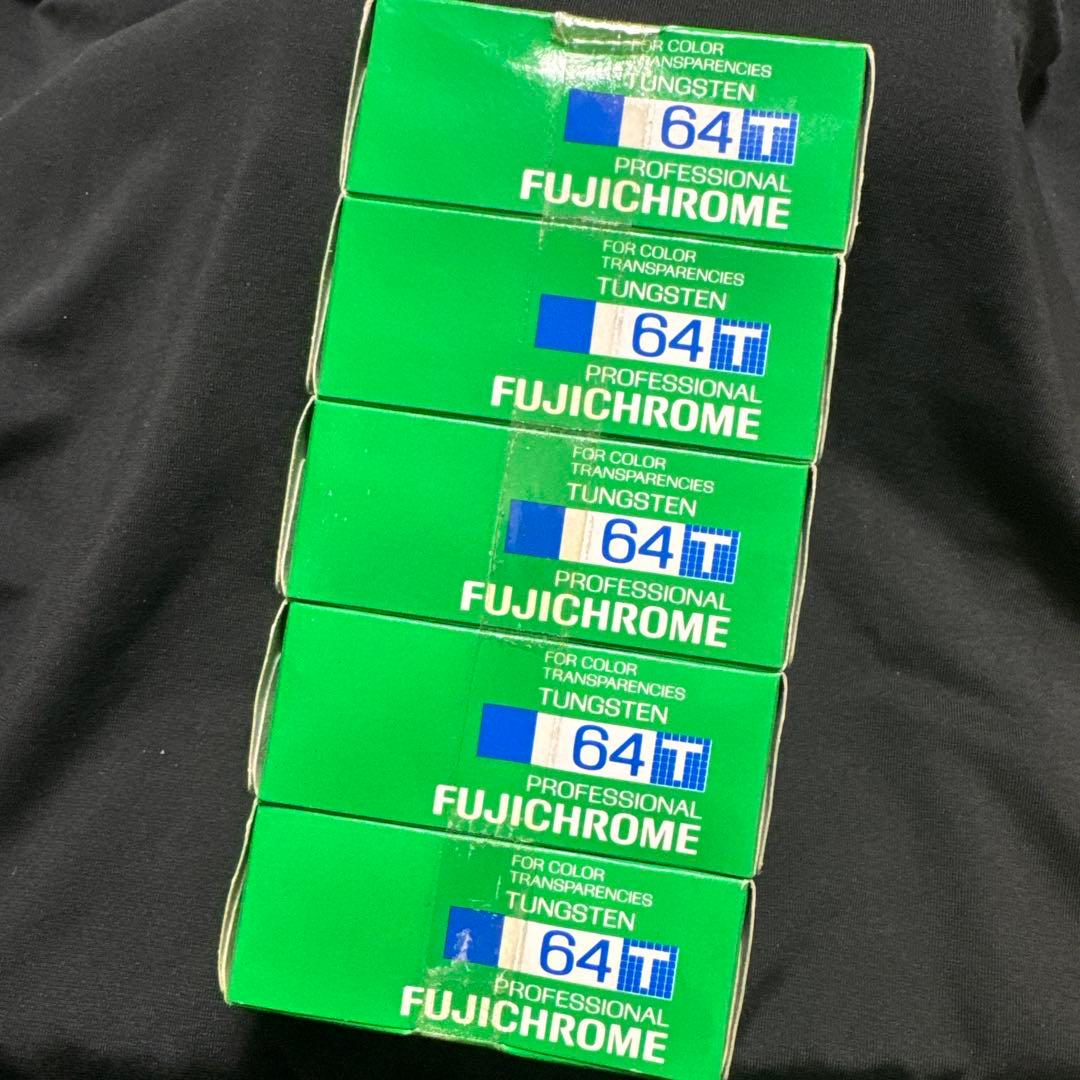 FOR COLOR
TRANSPARENCIES
TUNGSTEN
64T
PROFESSIONAL
FUJICHROME
FOR COLOR
TRANSPARENCIES
TUNGSTEN
64T
PROFESSIONAL
FUJICHROME
FOR COLOR
TRANSPARENCIES
TUNGSTEN
64T
PROFESSIONAL
FUJICHROME
FOR COLOR
TRANSPARENCIES
TUNGSTEN
64T
PROFESSIONAL
FUJICHROME
FOR COLOR
TRANSPARENCIES
TUNGSTEN
64T
PROFESSIONAL
FUJICHROME